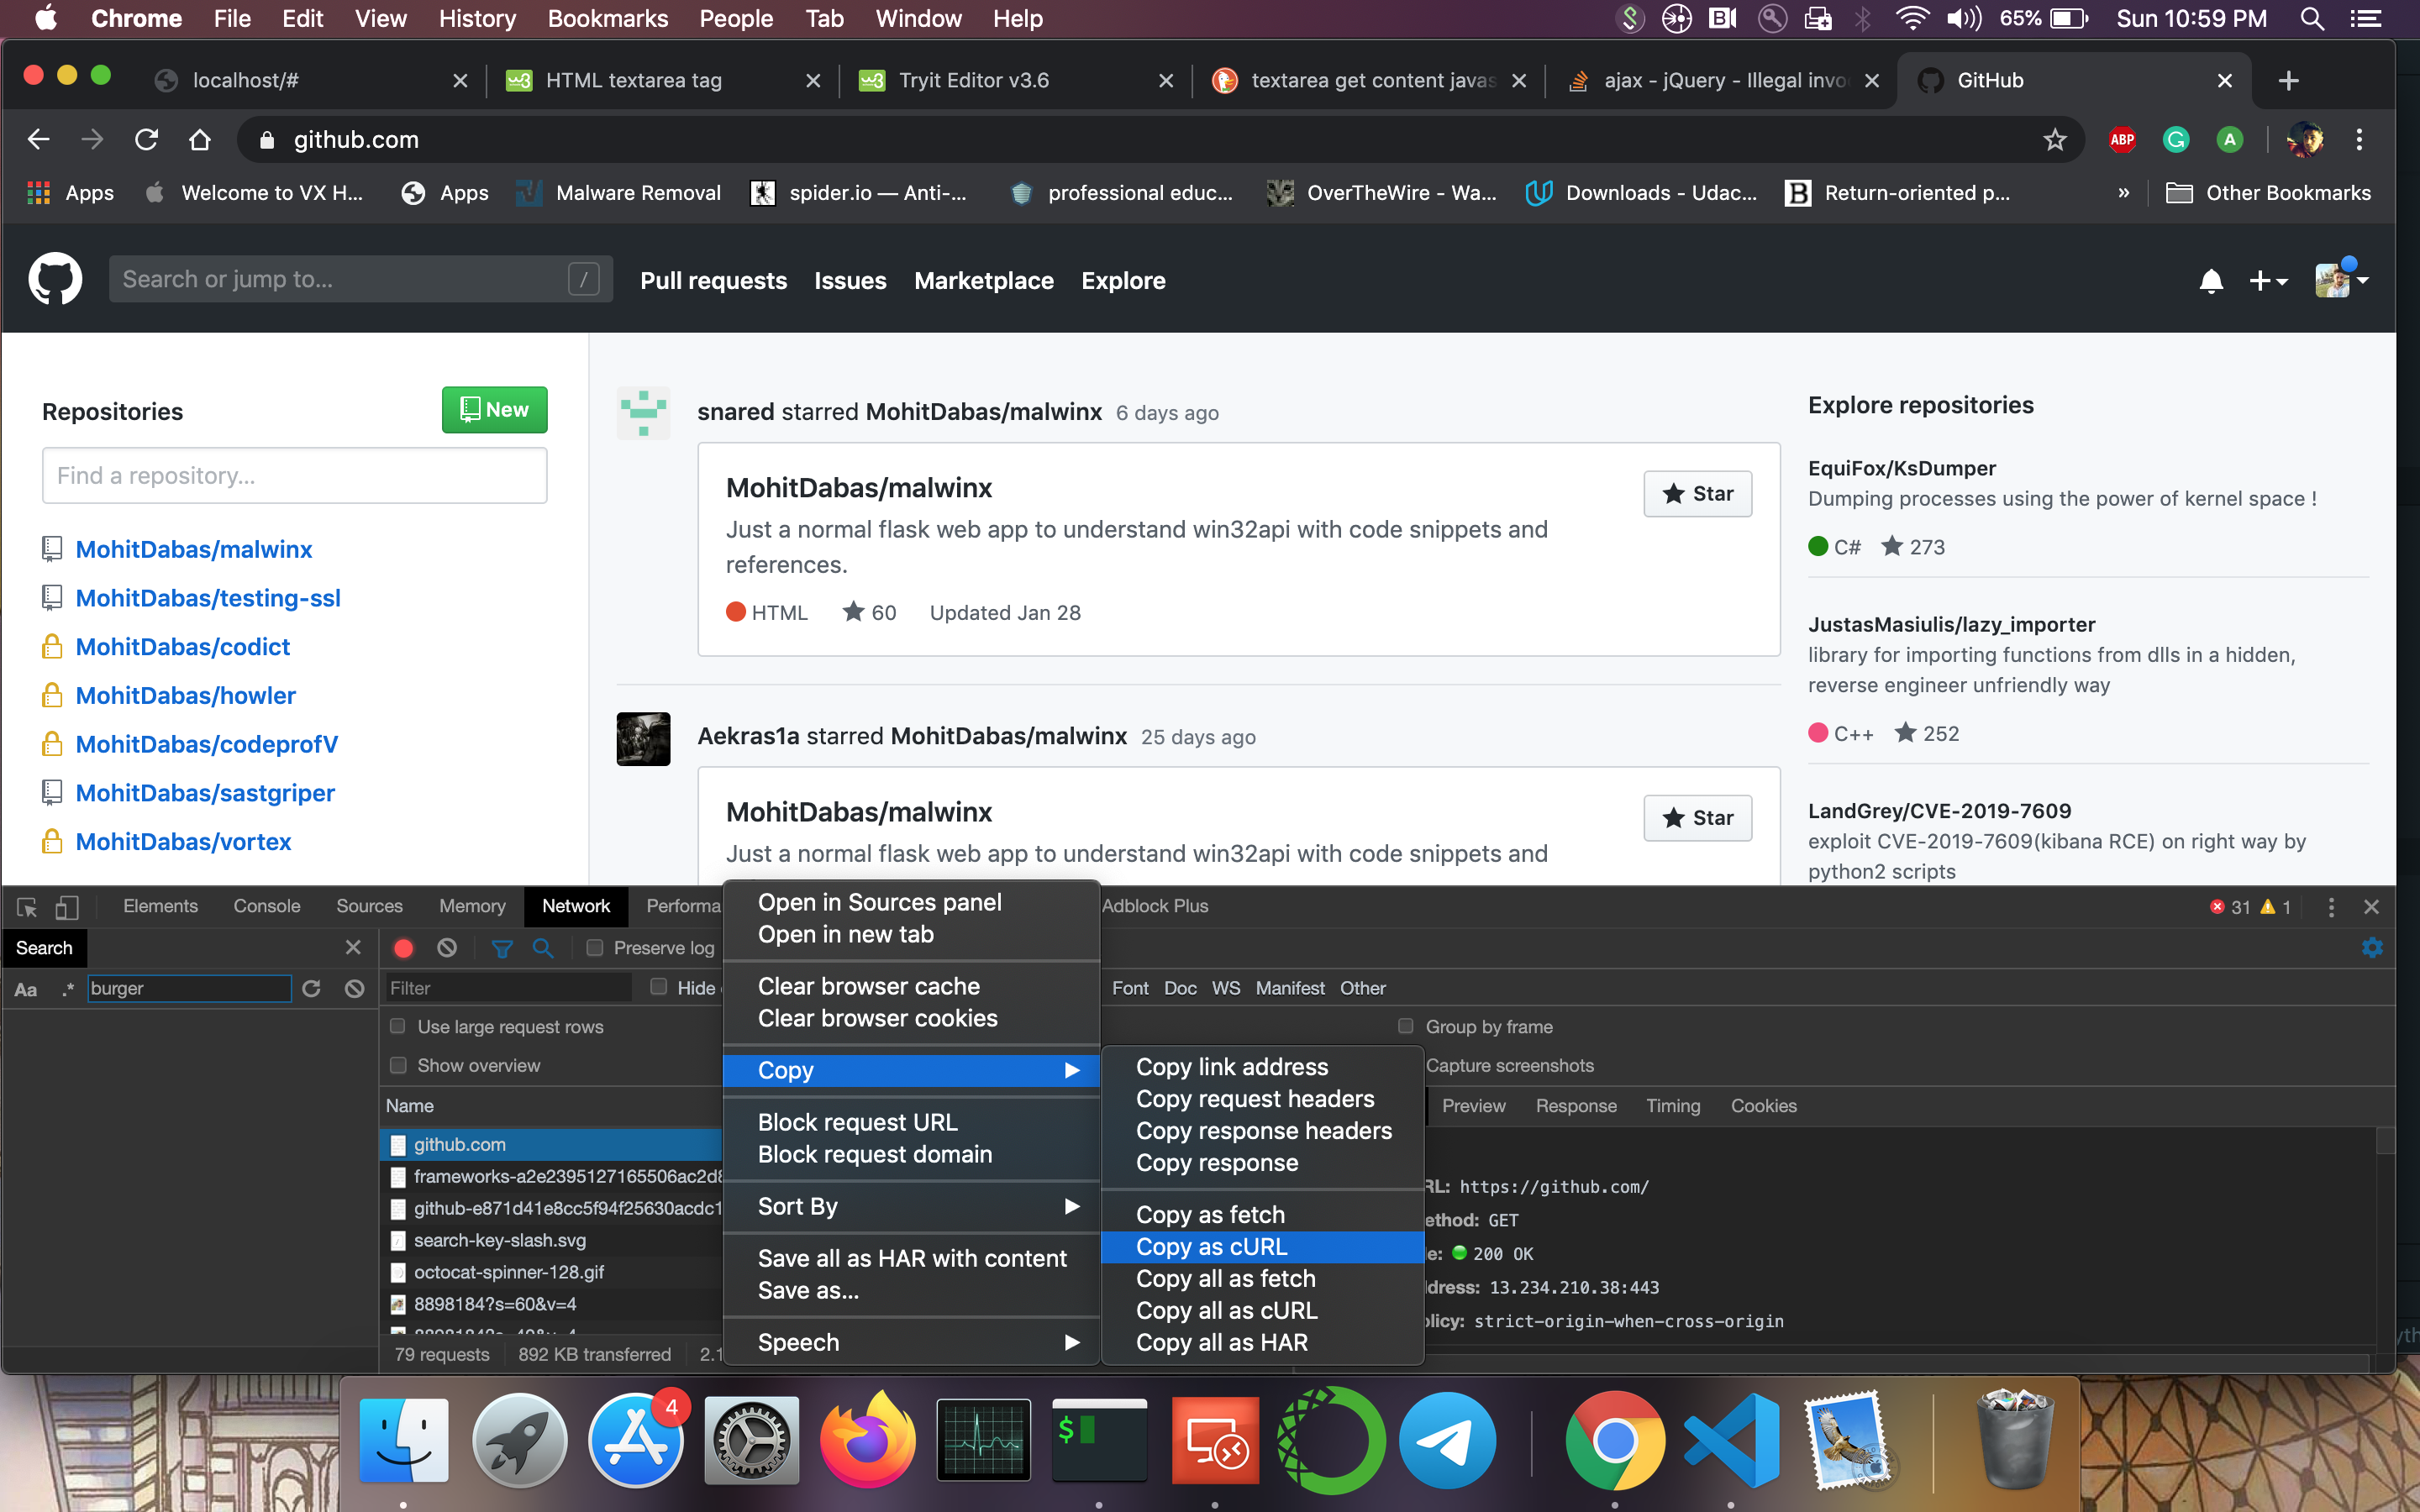 Chrome File Edit View History Bookmarks People Tab Window Help
65% Sun 10:59 PM
localhost/# HTML textarea tag Tryit Editor v3.6 textarea get content javas ajax - jQuery - Illegal invo GitHub
github.com
ABP G A
Apps Welcome to VX H... Apps Malware Removal spider.io — Anti-... professional educ... OverTheWire - Wa... Downloads - Udac... Return-oriented p... » Other Bookmarks
Search or jump to... / Pull requests Issues Marketplace Explore
Repositories New
Find a repository...
MohitDabas/malwinx
MohitDabas/testing-ssl
MohitDabas/codict
MohitDabas/howler
MohitDabas/codeprofV
MohitDabas/sastgriper
MohitDabas/vortex
snared starred MohitDabas/malwinx 6 days ago
MohitDabas/malwinx
Star
Just a normal flask web app to understand win32api with code snippets and
references.
HTML 60 Updated Jan 28
Aekras1a starred MohitDabas/malwinx 25 days ago
MohitDabas/malwinx
Star
Just a normal flask web app to understand win32api with code snippets and
Explore repositories
EquiFox/KsDumper
Dumping processes using the power of kernel space !
C# 273
JustasMasiulis/lazy_importer
library for importing functions from dlls in a hidden,
reverse engineer unfriendly way
C++ 252
LandGrey/CVE-2019-7609
exploit CVE-2019-7609(kibana RCE) on right way by
python2 scripts
Elements Console Sources Memory Network Performa Adblock Plus 31 1
Search
Aa .* burger
Preserve log
Filter Hide Font Doc WS Manifest Other
Use large request rows Group by frame
Show overview Capture screenshots
Name
github.com
frameworks-a2e2395127165506ac2d8
github-e871d41e8cc5f94f25630acdc1
search-key-slash.svg
octocat-spinner-128.gif
8898184?s=60&v=4
79 requests 892 KB transferred 2.1
Open in Sources panel
Open in new tab
Clear browser cache
Clear browser cookies
Copy
Block request URL
Block request domain
Sort By
Save all as HAR with content
Save as...
Speech
Copy link address
Copy request headers
Copy response headers
Copy response
Copy as fetch
Copy as cURL
Copy all as fetch
Copy all as cURL
Copy all as HAR
Preview Response Timing Cookies
RL: https://github.com/
ethod: GET
e: 200 OK
dress: 13.234.210.38:443
licy: strict-origin-when-cross-origin
4
$